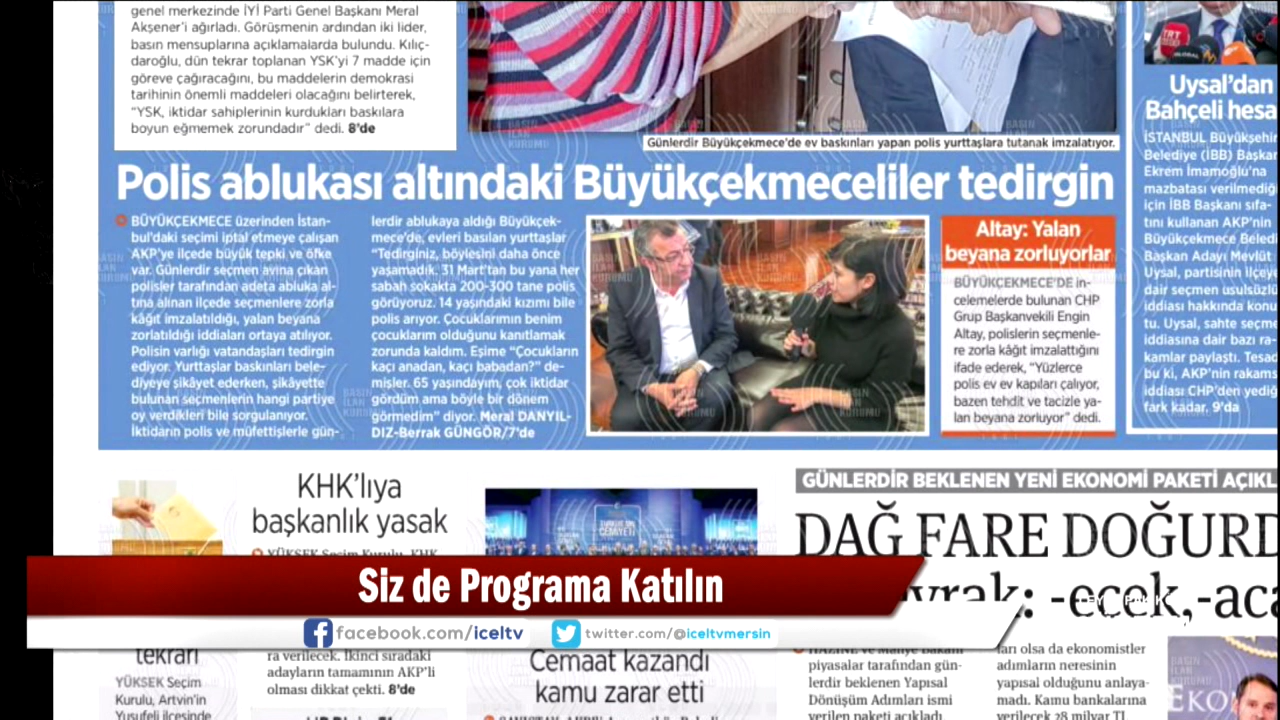 genel merkezinde İYİ Parti Genel Başkanı Meral
Akşener'i ağırladı. Görüşmenin ardından iki lider,
basın mensuplarına açıklamalarda bulundu. Kılıç-
daroğlu, dün tekrar toplanan YSK'yi 7 madde için
göreve çağıracağını, bu maddelerin demokrasi
tarihinin önemli maddeleri olacağını belirterek,
"YSK, iktidar sahiplerinin kurdukları baskılara
boyun eğmemek zorundadır" dedi. 8'de
Günlerdir Büyükçekmece'de ev baskınları yapan polis yurttaşlara tutanak imzalatıyor.
Polis ablukası altındaki Büyükçekmeceliler tedirgin
BÜYÜKÇEKMECE üzerinden İstan-
bul'daki seçimi iptal etmeye çalışan
AKP'ye ilçede büyük tepki ve öfke
var. Günlerdir seçmen avına çıkan
polisler tarafından adeta abluka al-
tına alınan ilçede seçmenlere zorla
kâğıt imzalatıldığı, yalan beyana
zorlatıldığı iddiaları ortaya atılıyor.
Polisin varlığı vatandaşları tedirgin
ediyor. Yurttaşlar baskınları bele-
diyeye şikâyet ederken, şikâyette
bulunan seçmenlerin hangi partiye
oy verdikleri bile sorgulanıyor.
İktidarın polis ve müfettişlerle gün-
lerdir ablukaya aldığı Büyükçek-
mece'de, evleri basılan yurttaşlar
"Tedirginiz, böylesini daha önce
yaşamadık. 31 Mart'tan bu yana her
sabah sokakta 200-300 tane polis
görüyoruz. 14 yaşındaki kızımı bile
polis arıyor. Çocuklarımın benim
çocuklarım olduğunu kanıtlamak
zorunda kaldım. Eşime "Çocukların
kaçı anadan, kaçı babadan?" de-
mişler. 65 yaşındayım, çok iktidar
gördüm ama böyle bir dönem
görmedim" diyor. Meral DANYIL-
DIZ-Berrak GÜNGÖR/7'de
Altay: Yalan
beyana zorluyorlar
BÜYÜKÇEKMECE'DE in-
celemelerde bulunan CHP
Grup Başkanvekili Engin
Altay, polislerin seçmenle-
re zorla kâğıt imzalattığını
ifade ederek, "Yüzlerce
polis ev ev kapıları çalıyor,
bazen tehdit ve tacizle ya-
lan beyana zorluyor" dedi.
TRT
GLOBAL
Uysal'dan
Bahçeli hesa
İSTANBUL Büyükşehir
Belediye (İBB) Başkan
Ekrem İmamoğlu'na
mazbatası verilmediğ
için İBB Başkanı sıfa-
tını kullanan AKP'nin
Büyükçekmece Beledi
Başkan Adayı Mevlüt
Uysal, partisinin ilçeye
dair seçmen usulsüzlü
iddiası hakkında konu
tu. Uysal, sahte seçme
iddiasına dair bazı ra-
kamlar paylaştı. Tesad
bu ki, AKP'nin rakams
iddiası CHP'den yediğ
fark kadar. 9'da
KHK'lıya
başkanlık yasak
YÜKSEK Seçim Kurulu, KHK
TÜRKİYE'NİN
CEMİYETİ
GÜNLERDİR BEKLENEN YENİ EKONOMİ PAKETİ AÇIKL
DAĞ FARE DOĞURD
yrak: -ecek,-aca
Siz de Programa Katılın
facebook.com/iceltv
twitter.com/@iceltvmersin
tekrarı
YÜKSEK Seçim
Kurulu, Artvin'in
Yusufeli ilçesinde
ra verilecek. İkinci sıradaki
adayların tamamının AKP'li
olması dikkat çekti. 8'de
Cemaat kazandı
kamu zarar etti
HAZİNE ve Maliye Bakanı
piyasalar tarafından gün-
lerdir beklenen Yapısal
Dönüşüm Adımları ismi
verilen paketi açıkladı
ları olsa da ekonomistler
adımların neresinin
yapısal olduğunu anlaya-
madı. Kamu bankalarına
verilecek 28 milyar TL
EKO
BASIN
İLAN
KURUMU